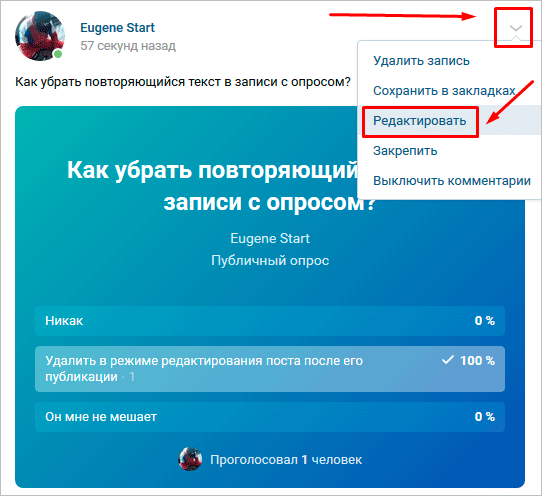 Eugene Start
57 секунд назад
Удалить запись
Как убрать повторяющийся текст в записи с опросом?
Сохранить в закладках
Редактировать
Закрепить
Выключить комментарии
Как убрать повторяющий
записи с опросом?
Eugene Start
Публичный опрос
Никак 0 %
Удалить в режиме редактирования поста после его 100 %
публикации · 1
Он мне не мешает 0 %
Проголосовал 1 человек